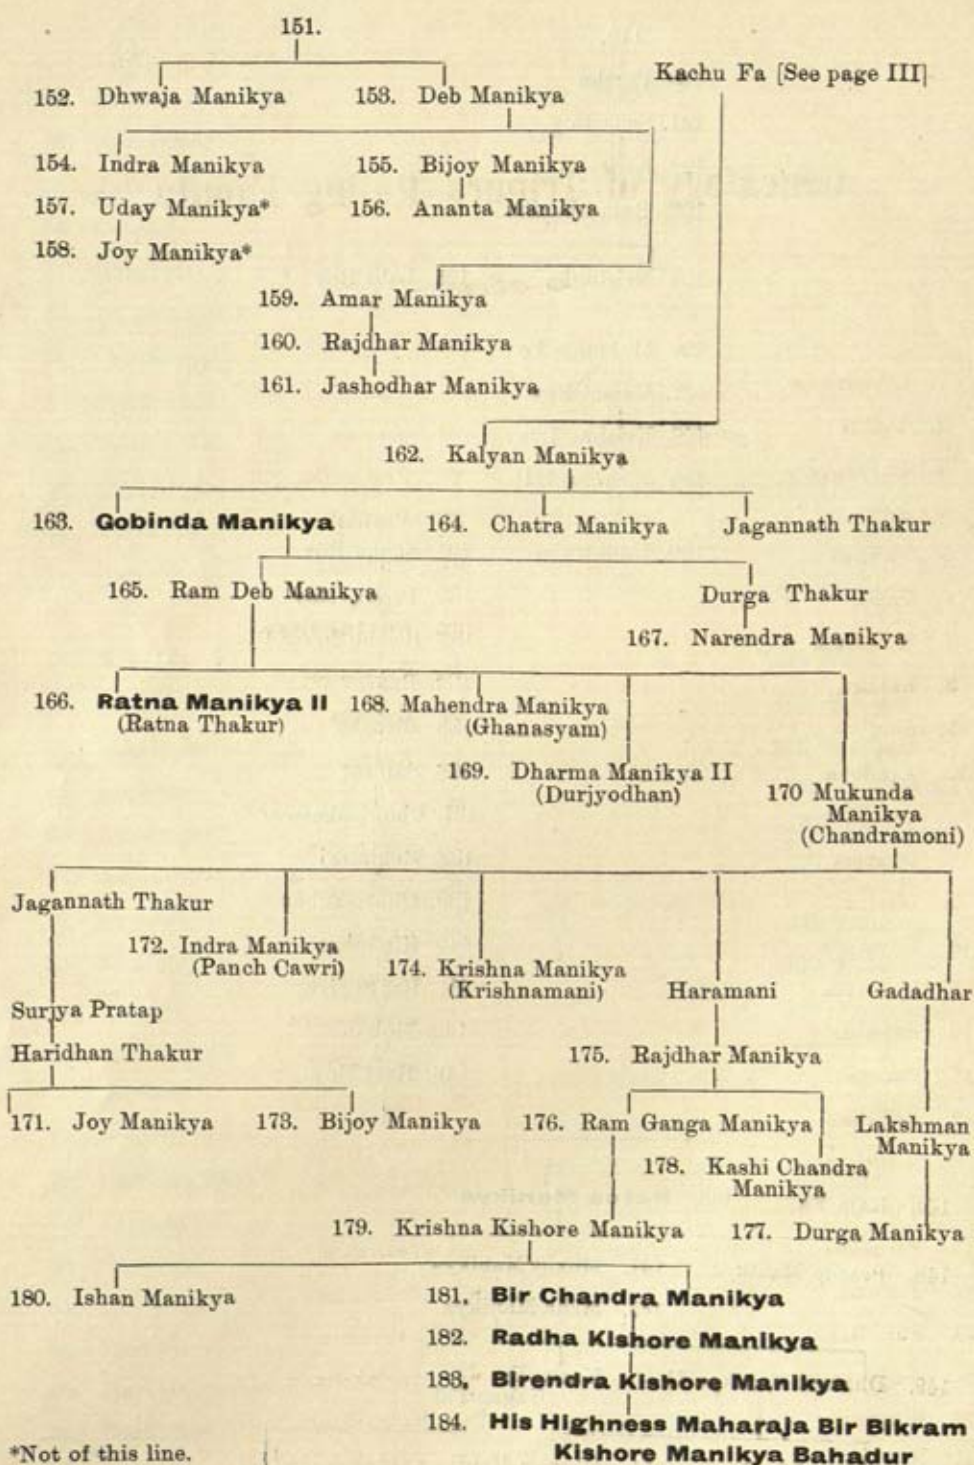 151.
Kachu Fa [See page III]
152. Dhwaja Manikya 153. Deb Manikya
154. Indra Manikya 155. Bijoy Manikya
157. Uday Manikya* 156. Ananta Manikya
158. Joy Manikya*
159. Amar Manikya
160. Rajdhar Manikya
161. Jashodhar Manikya
162. Kalyan Manikya
163. Gobinda Manikya 164. Chatra Manikya Jagannath Thakur
165. Ram Deb Manikya Durga Thakur
167. Narendra Manikya
166. Ratna Manikya II 168. Mahendra Manikya
(Ratna Thakur) (Ghanasyam)
169. Dharma Manikya II
(Durjyodhan)
170 Mukunda
Manikya
(Chandramoni)
Jagannath Thakur
172. Indra Manikya
(Panch Cawri)
174. Krishna Manikya
(Krishnamani)
Haramani Gadadhar
Surjya Pratap
Haridhan Thakur 175. Rajdhar Manikya
171. Joy Manikya 173. Bijoy Manikya 176. Ram Ganga Manikya Lakshman
Manikya
178. Kashi Chandra
Manikya
179. Krishna Kishore Manikya 177. Durga Manikya
180. Ishan Manikya 181. Bir Chandra Manikya
182. Radha Kishore Manikya
183. Birendra Kishore Manikya
184. His Highness Maharaja Bir Bikram
Kishore Manikya Bahadur
*Not of this line.